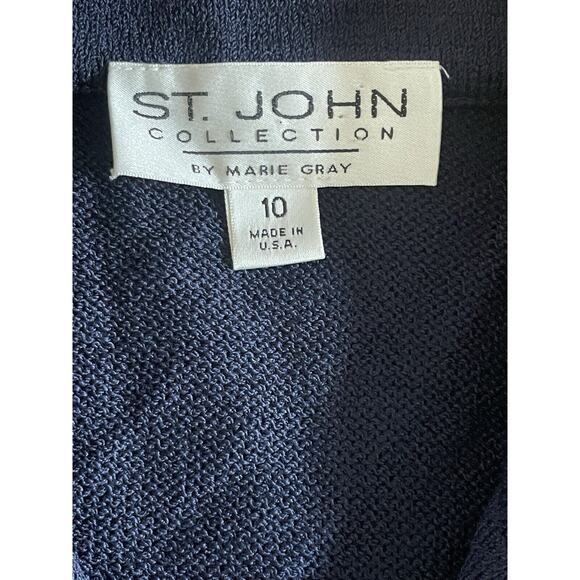 ST. JOHN
COLLECTION
BY MARIE GRAY
10
MADE IN
U.S.A.